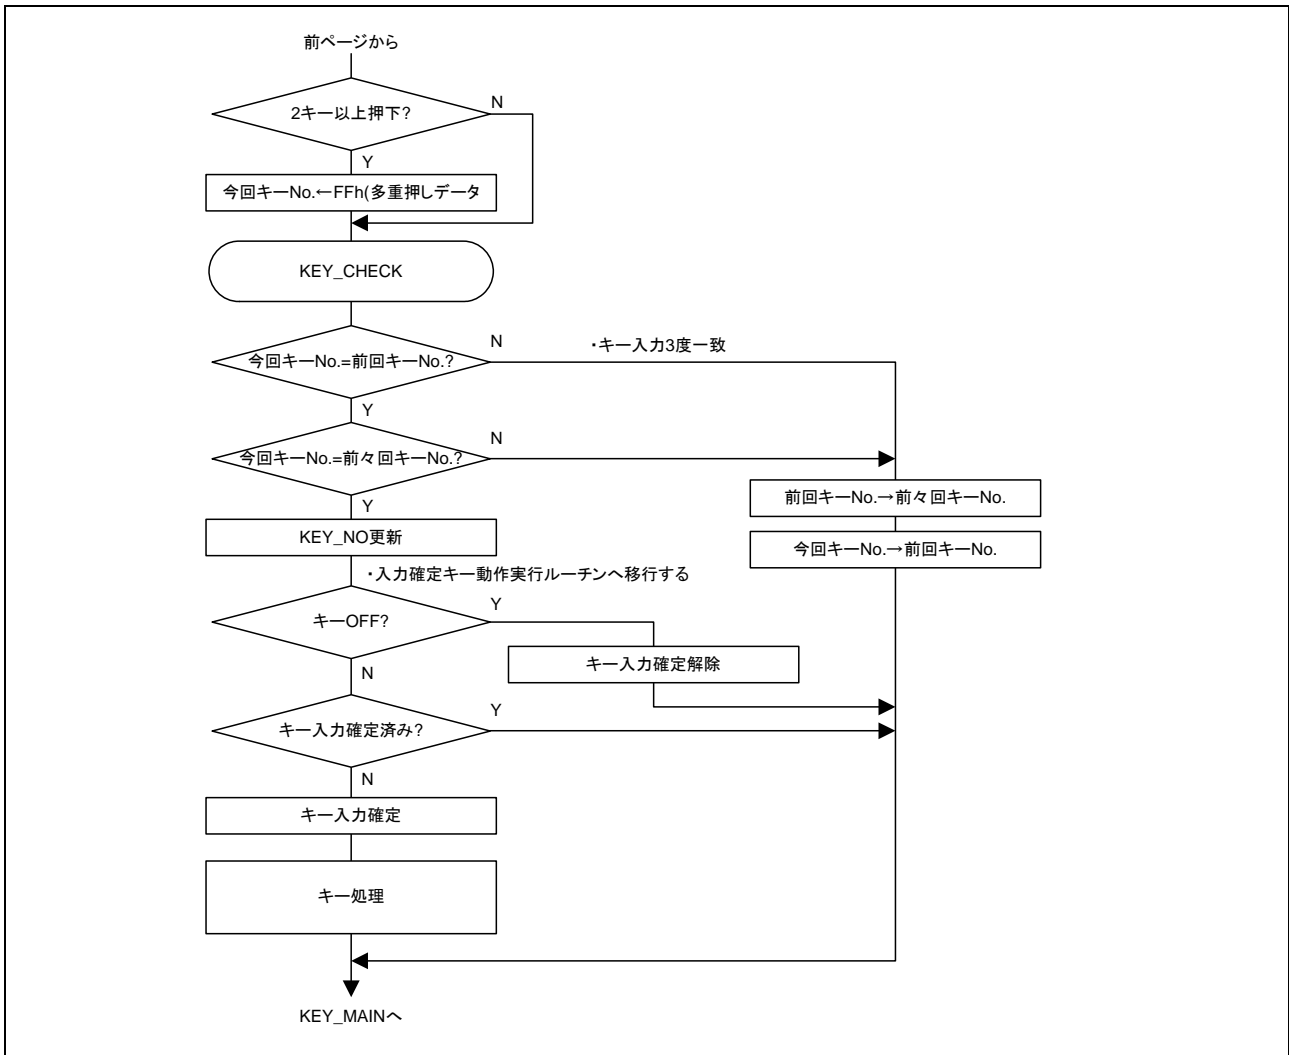 前ページから
2キー以上押下?
N
Y
今回キーNo.←FFh(多重押しデータ
KEY_CHECK
今回キーNo.=前回キーNo.?
N
・キー入力3度一致
Y
今回キーNo.=前々回キーNo.?
N
Y
前回キーNo.→前々回キーNo.
KEY_NO更新
今回キーNo.→前回キーNo.
・入力確定キー動作実行ルーチンへ移行する
キーOFF?
Y
キー入力確定解除
N
キー入力確定済み?
Y
N
キー入力確定
キー処理
KEY_MAINへ